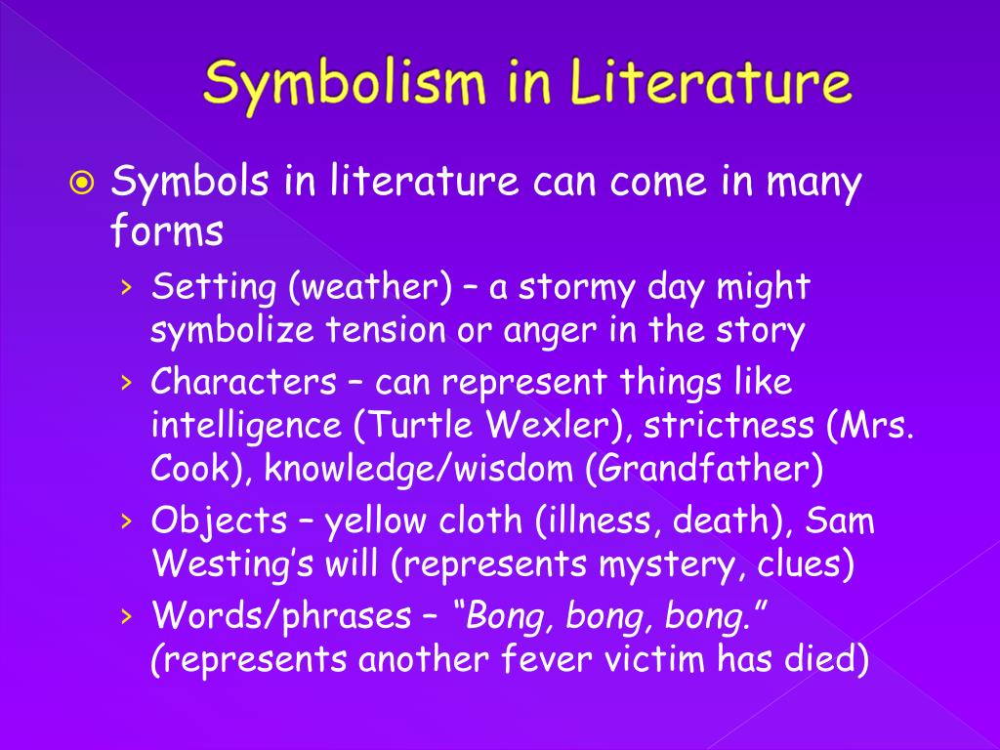 Symbolism in Literature
Symbols in literature can come in many
forms
Setting (weather) – a stormy day might
symbolize tension or anger in the story
Characters – can represent things like
intelligence (Turtle Wexler), strictness (Mrs.
Cook), knowledge/wisdom (Grandfather)
Objects – yellow cloth (illness, death), Sam
Westing’s will (represents mystery, clues)
Words/phrases – “Bong, bong, bong.”
(represents another fever victim has died)